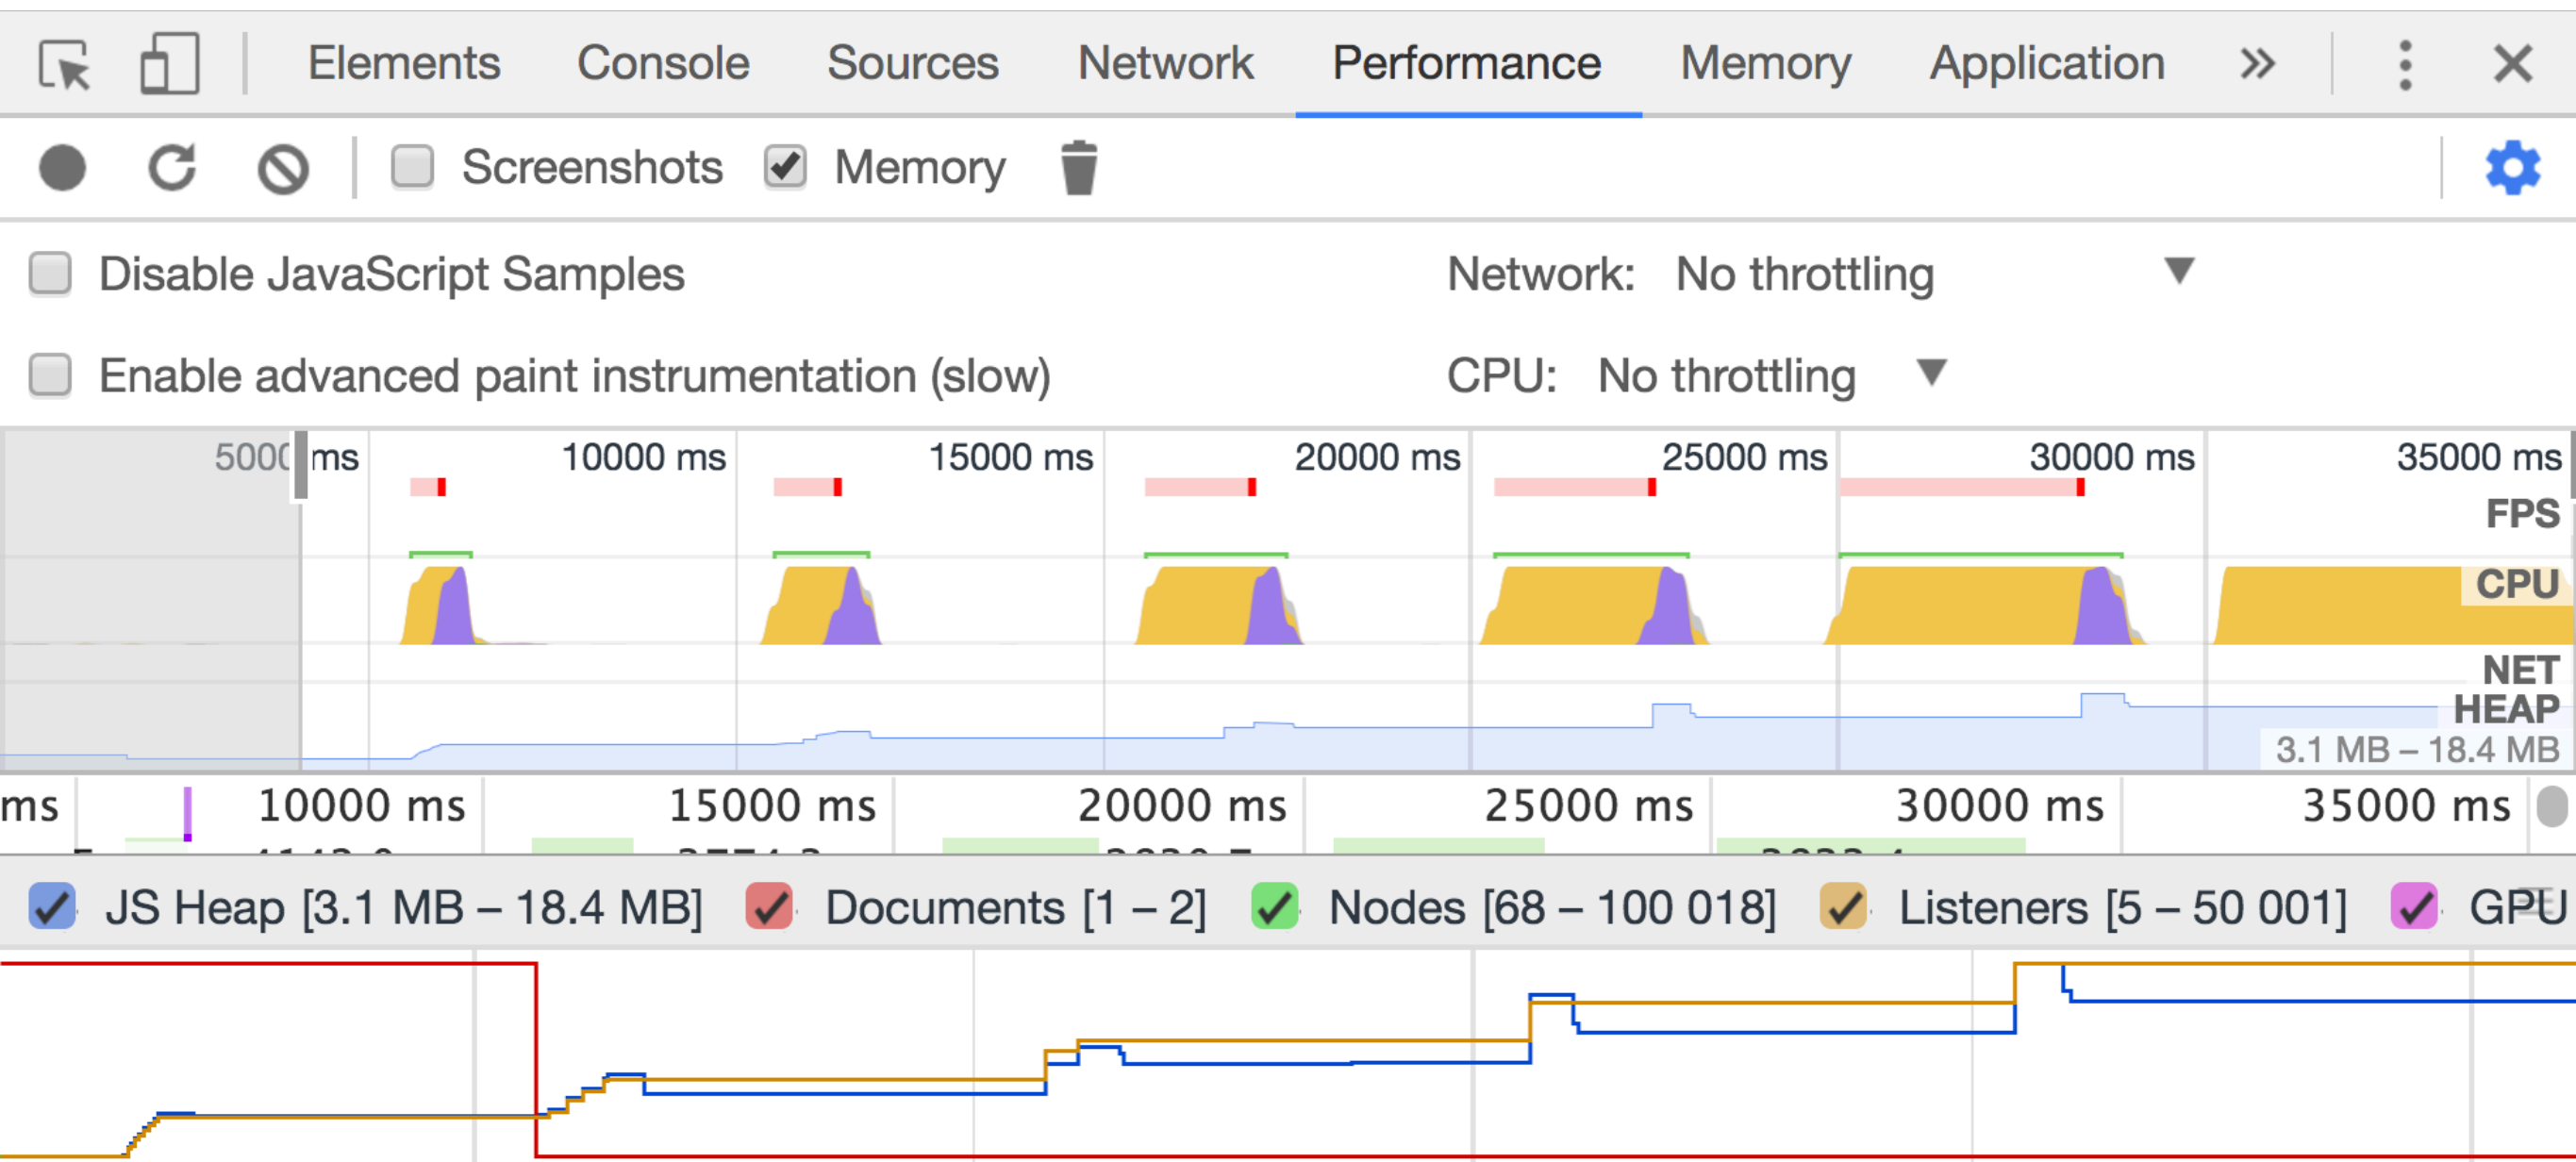 Elements Console Sources Network Performance Memory Application »
Screenshots Memory
Disable JavaScript Samples Network: No throttling
Enable advanced paint instrumentation (slow) CPU: No throttling
5000 ms 10000 ms 15000 ms 20000 ms 25000 ms 30000 ms 35000 ms
FPS
CPU
NET
HEAP
3.1 MB – 18.4 MB
ms 10000 ms 15000 ms 20000 ms 25000 ms 30000 ms 35000 ms
JS Heap [3.1 MB – 18.4 MB] Documents [1 – 2] Nodes [68 – 100 018] Listeners [5 – 50 001] GPU